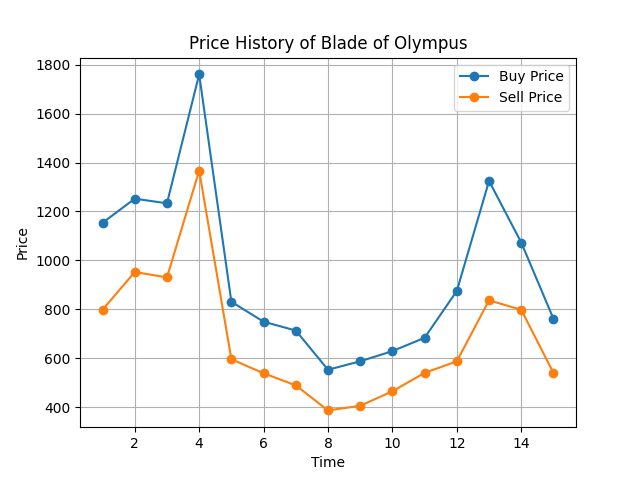 Price History of Blade of Olympus
Buy Price
Sell Price
Price
1800
1600
1400
1200
1000
800
600
400
2 4 6 8 10 12 14
Time